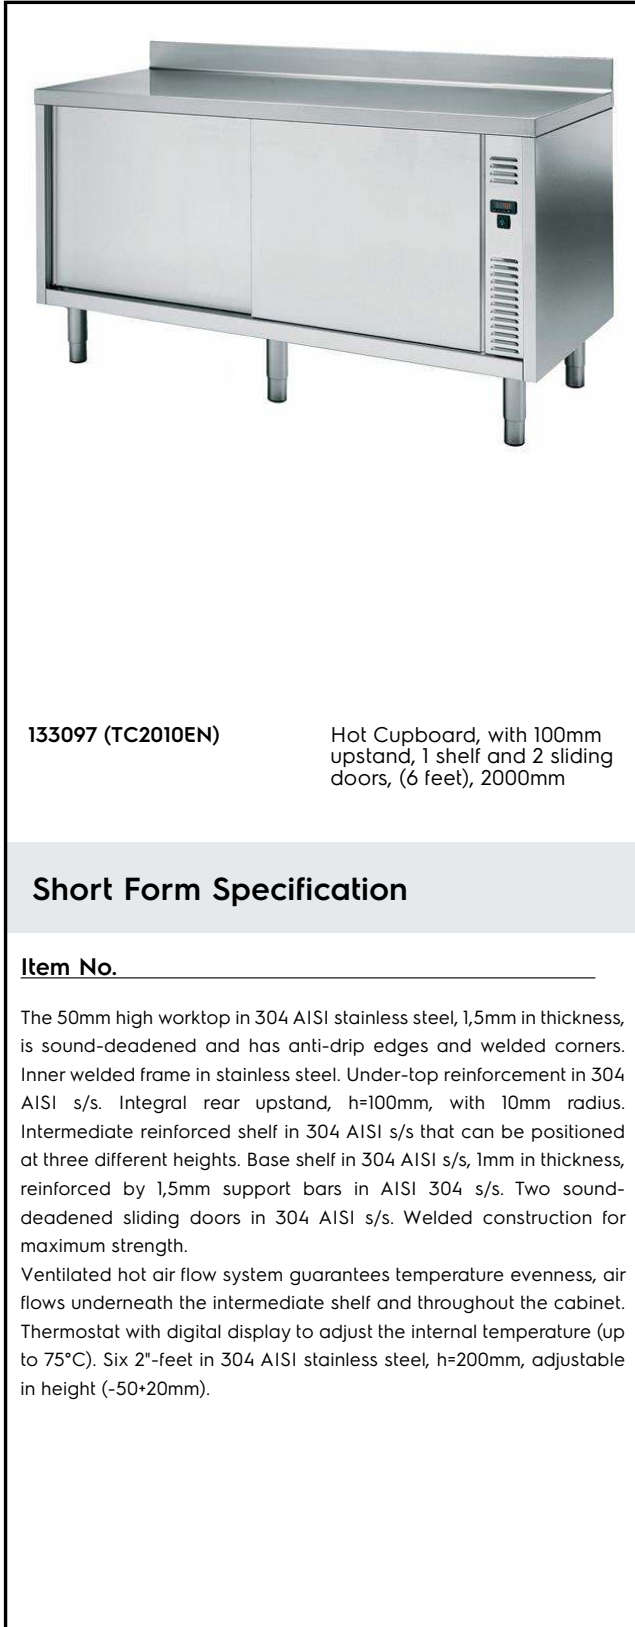 133097 (TC2010EN)
Hot Cupboard, with 100mm
upstand, 1 shelf and 2 sliding
doors, (6 feet), 2000mm
Short Form Specification
Item No.
The 50mm high worktop in 304 AISI stainless steel, 1,5mm in thickness,
is sound-deadened and has anti-drip edges and welded corners.
Inner welded frame in stainless steel. Under-top reinforcement in 304
AISI s/s. Integral rear upstand, h=100mm, with 10mm radius.
Intermediate reinforced shelf in 304 AISI s/s that can be positioned
at three different heights. Base shelf in 304 AISI s/s, 1mm in thickness,
reinforced by 1,5mm support bars in AISI 304 s/s. Two sound-
deadened sliding doors in 304 AISI s/s. Welded construction for
maximum strength.
Ventilated hot air flow system guarantees temperature evenness, air
flows underneath the intermediate shelf and throughout the cabinet.
Thermostat with digital display to adjust the internal temperature (up
to 75°C). Six 2"-feet in 304 AISI stainless steel, h=200mm, adjustable
in height (-50+20mm).